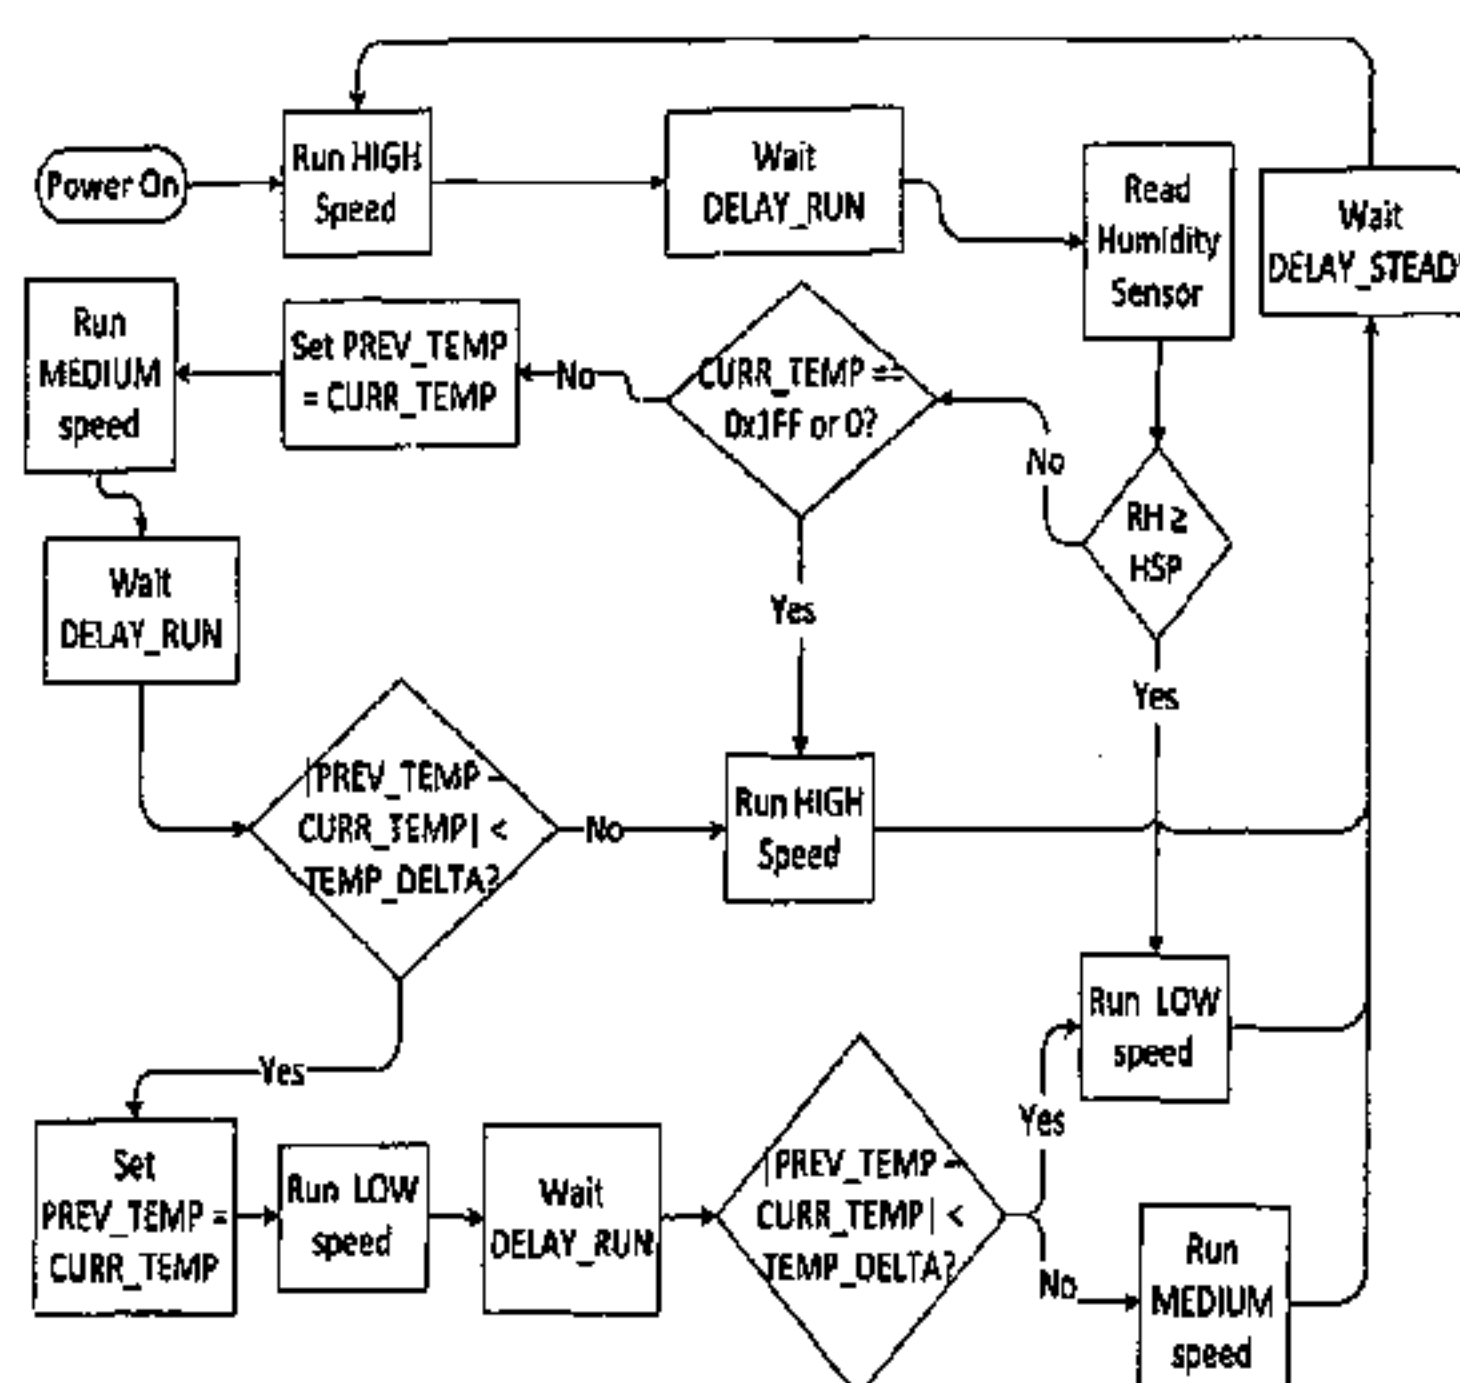 Power On
Run HIGH
Speed
Wait
DELAY_RUN
Read
Humidity
Sensor
Wait
DELAY_STEADY
Run
MEDIUM
speed
Set PREV_TEMP
= CURR_TEMP
No
CURR_TEMP ==
0x1FF or 0?
No
RH ≥
HSP
Wait
DELAY_RUN
Yes
Yes
|PREV_TEMP -
CURR_TEMP| <
TEMP_DELTA?
No
Run HIGH
Speed
Yes
Run LOW
speed
Set
PREV_TEMP =
CURR_TEMP
Run LOW
speed
Wait
DELAY_RUN
|PREV_TEMP -
CURR_TEMP| <
TEMP_DELTA?
Yes
No
Run
MEDIUM
speed